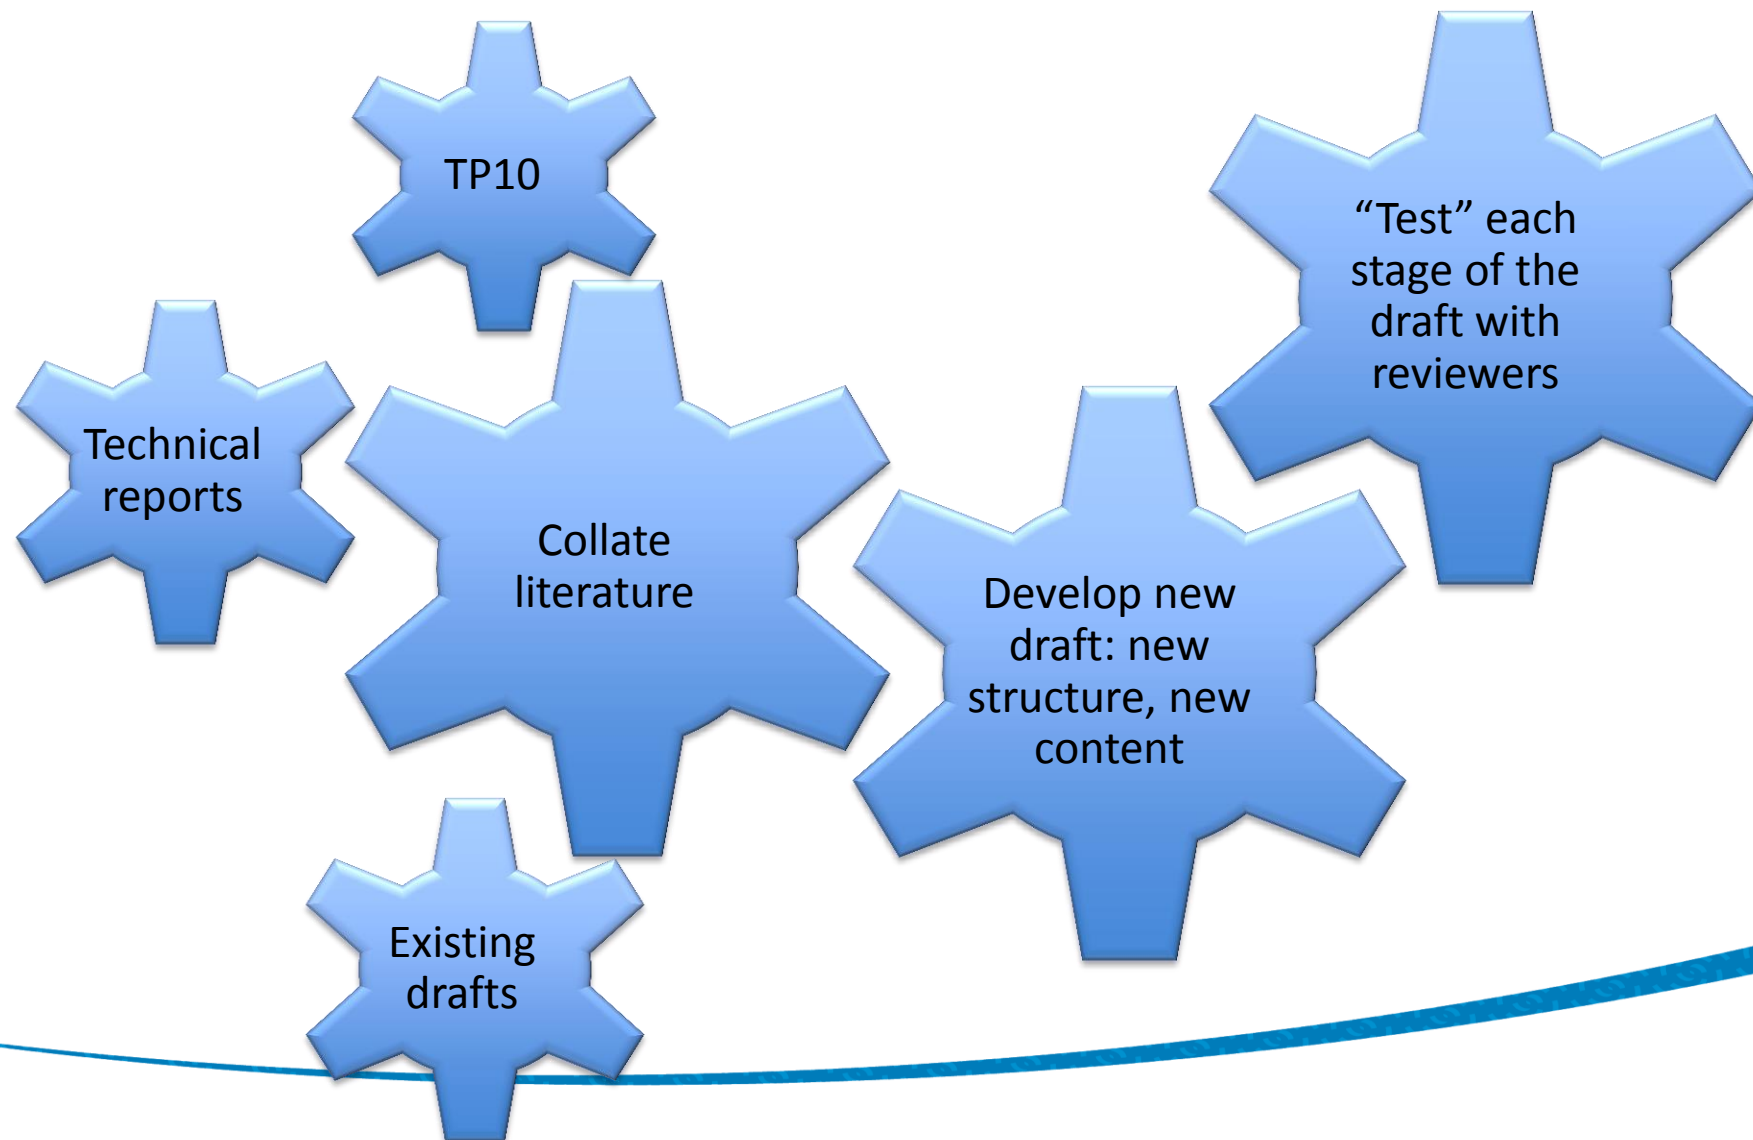 TP10
Technical
reports
Collate
literature
Existing
drafts
Develop new
draft: new
structure, new
content
“Test” each
stage of the
draft with
reviewers